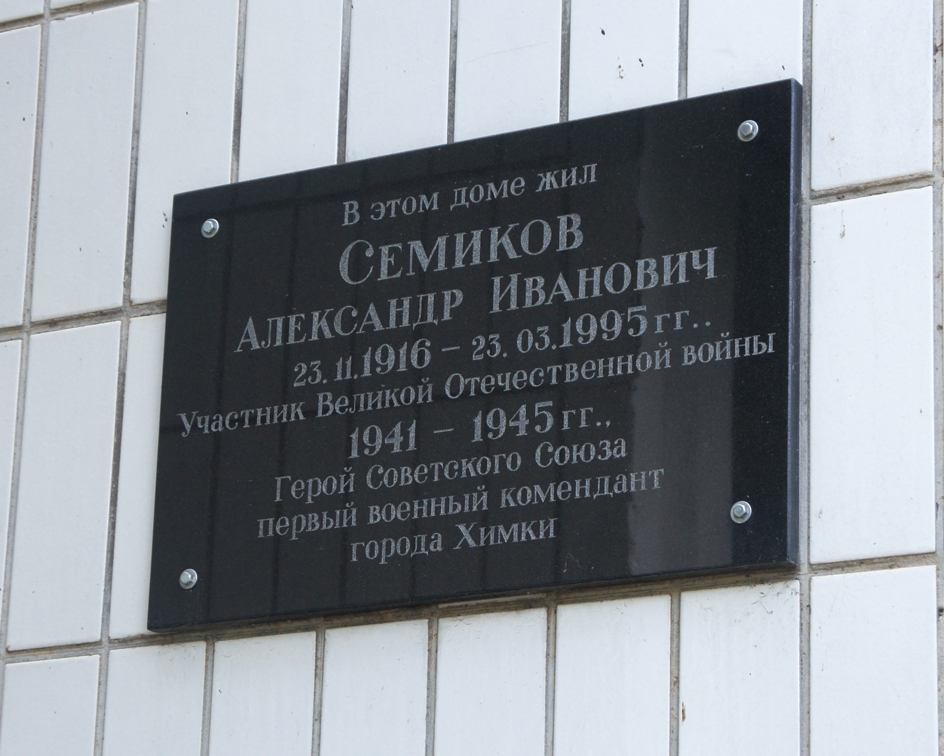 В этом доме жил
Семиков
Александр Иванович
23.11.1916 – 23.03.1995 гг..
Участник Великой Отечественной войны
1941 – 1945 гг.,
Герой Советского Союза
первый военный комендант
города Химки